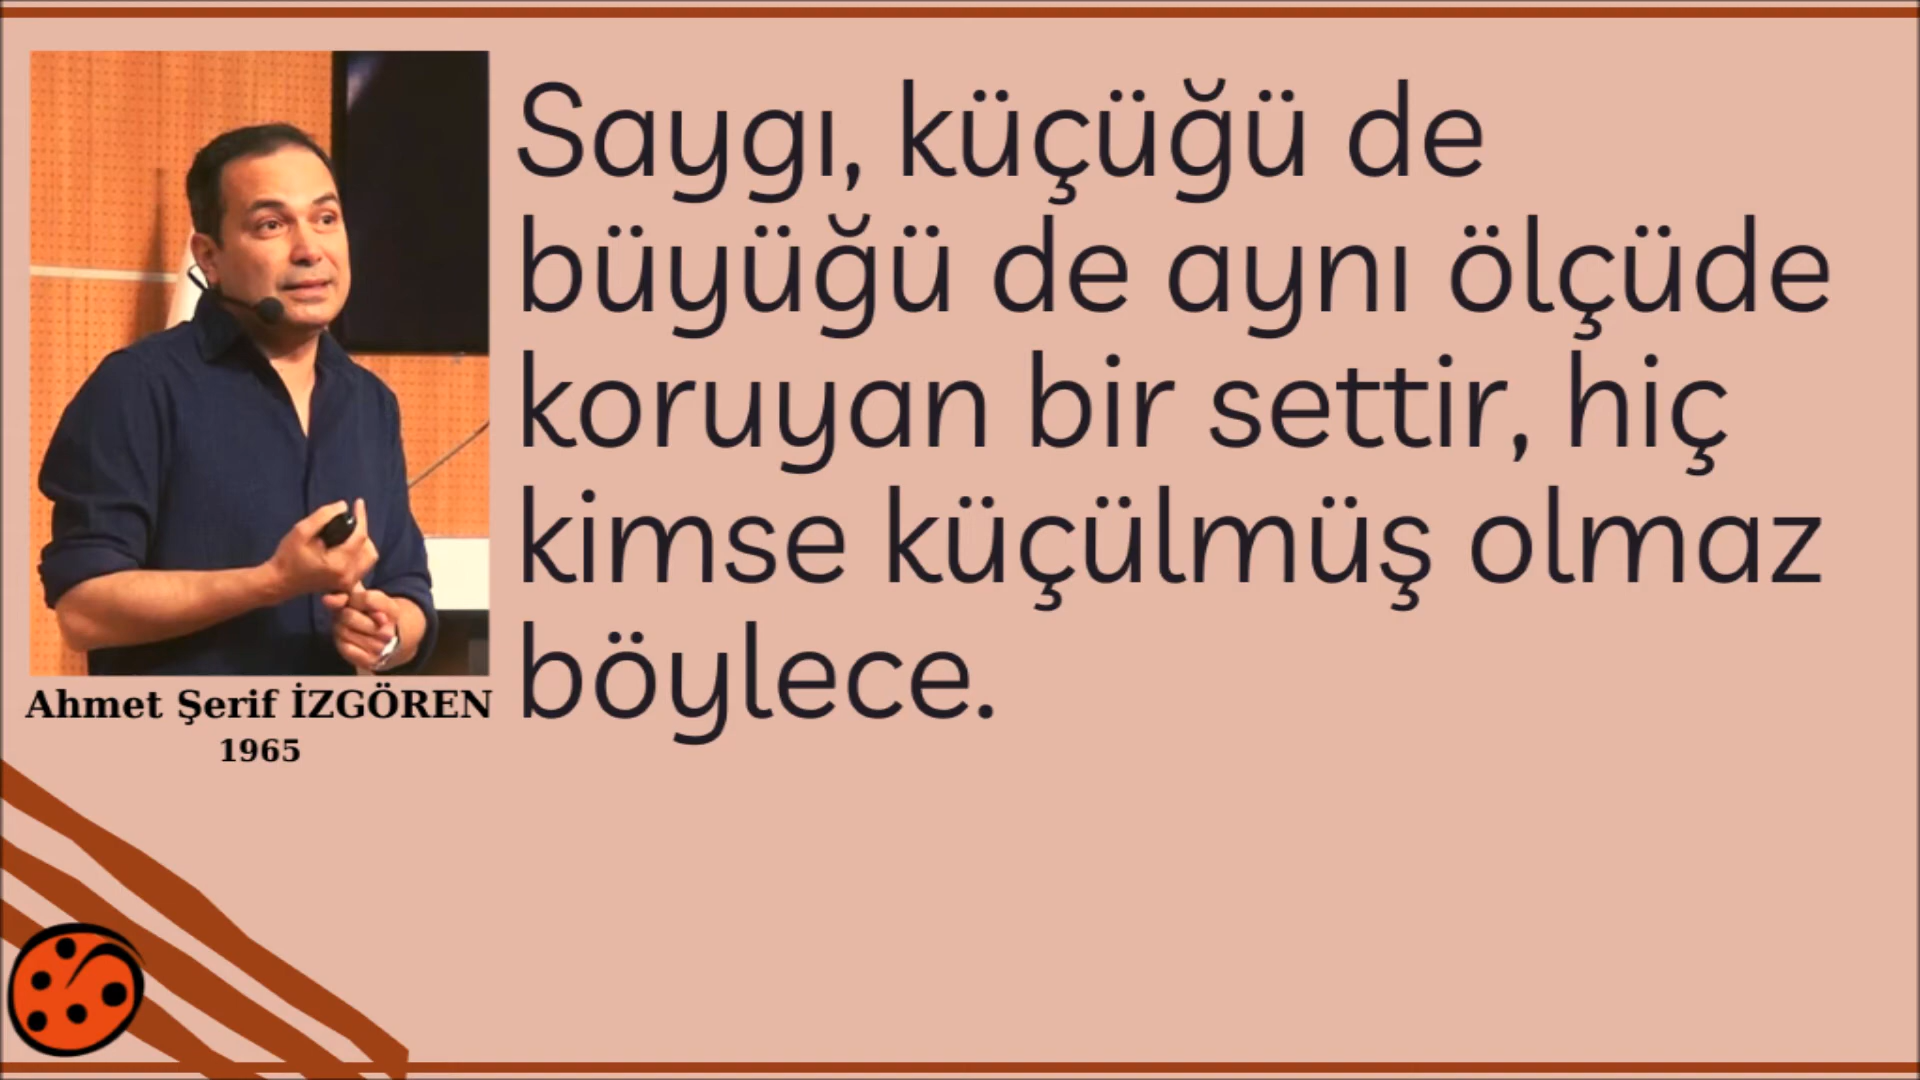 Saygı, küçüğü de
büyüğü de aynı ölçüde
koruyan bir settir, hiç
kimse küçülmüş olmaz
böylece.
Ahmet Şerif İZGÖREN
1965